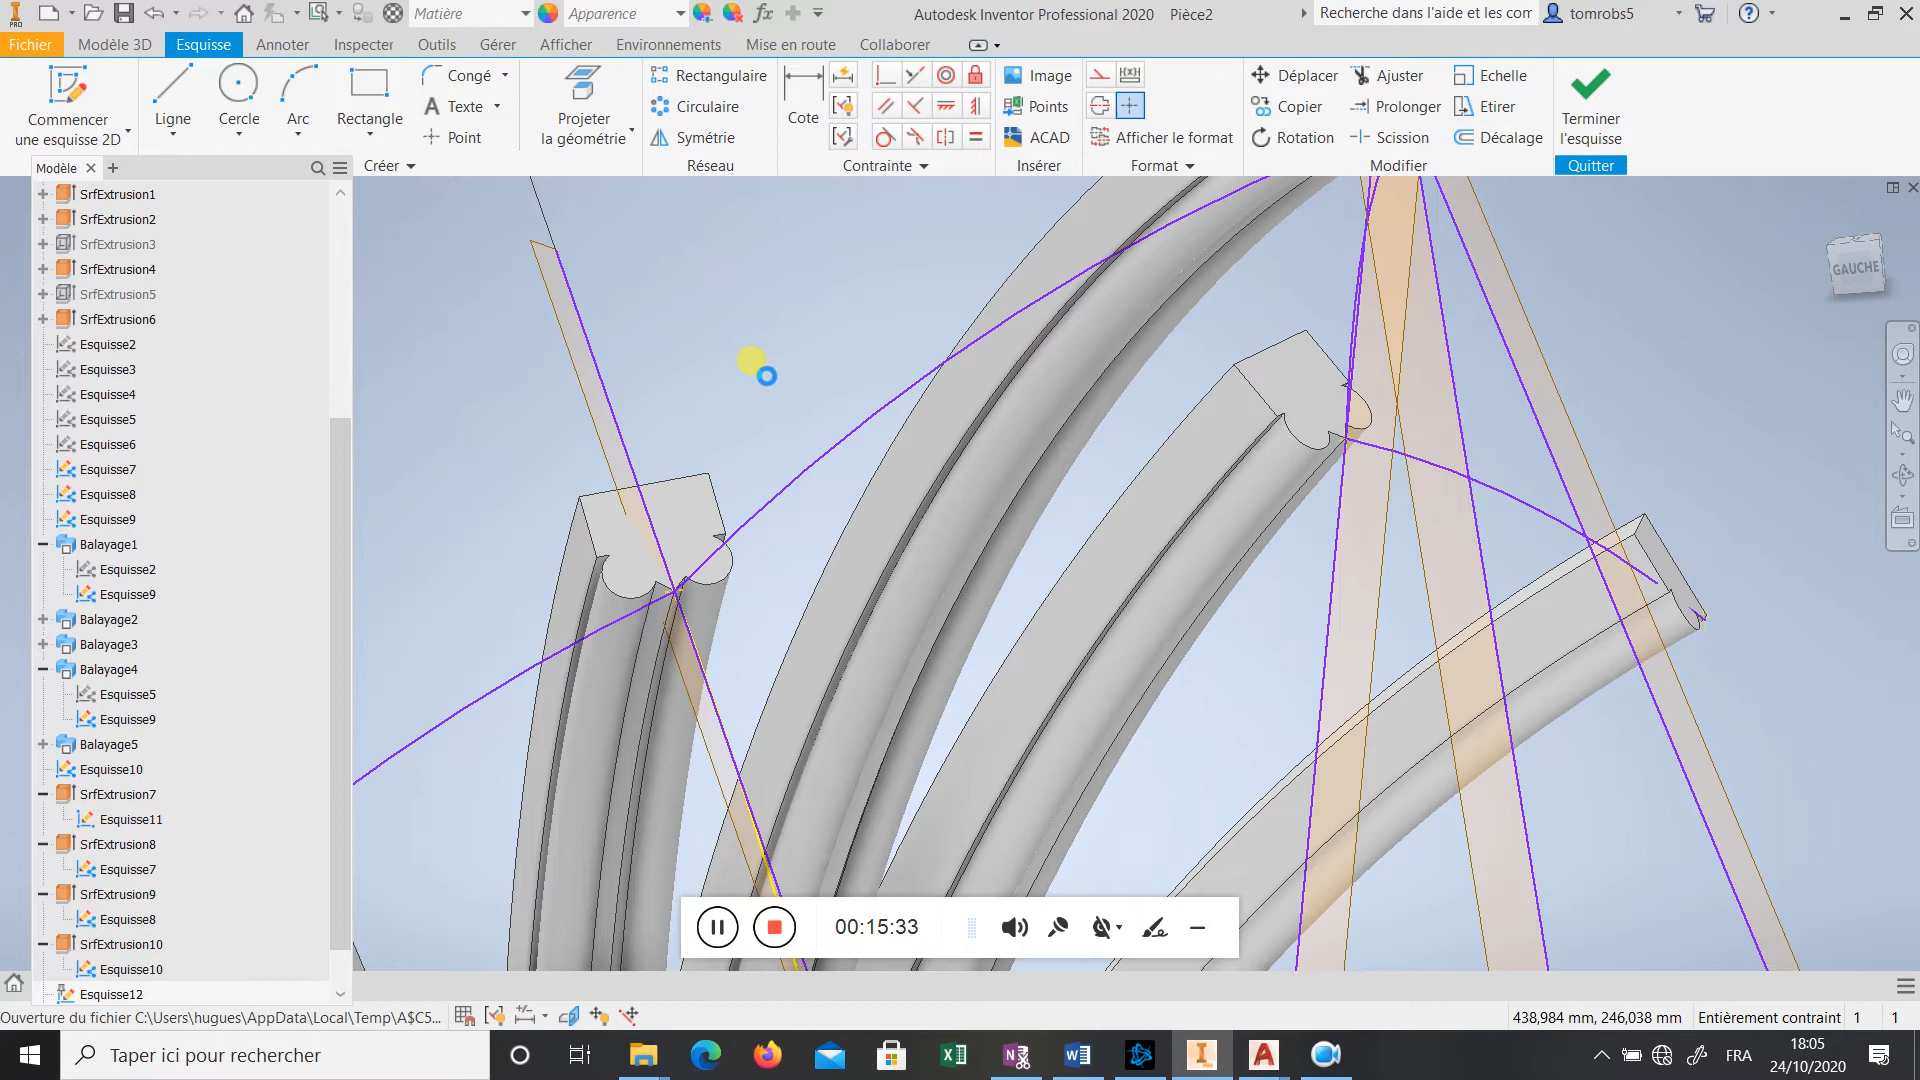 PRO
Matière
Apparence
fx
Autodesk Inventor Professional 2020 Pièce2
Recherche dans l'aide et les com
tomrobs5
Fichier
Modèle 3D
Esquisse
Annoter
Inspecter
Outils
Gérer
Afficher
Environnements
Mise en route
Collaborer
Commencer
une esquisse 2D
Ligne
Cercle
Arc
Rectangle
Congé
Texte
Point
Projeter
la géométrie
Rectangulaire
Circulaire
Symétrie
Cote
Image
Points
ACAD
Afficher le format
Déplacer
Copier
Rotation
Ajuster
Prolonger
Scission
Echelle
Etirer
Décalage
Terminer
l'esquisse
Créer
Réseau
Contrainte
Insérer
Format
Modifier
Quitter
Modèle
SrfExtrusion1
SrfExtrusion2
SrfExtrusion3
SrfExtrusion4
SrfExtrusion5
SrfExtrusion6
Esquisse2
Esquisse3
Esquisse4
Esquisse5
Esquisse6
Esquisse7
Esquisse8
Esquisse9
Balayage1
Esquisse2
Esquisse9
Balayage2
Balayage3
Balayage4
Esquisse5
Esquisse9
Balayage5
Esquisse10
SrfExtrusion7
Esquisse11
SrfExtrusion8
Esquisse7
SrfExtrusion9
Esquisse8
SrfExtrusion10
Esquisse10
Esquisse12
GAUCHE
00:15:33
Ouverture du fichier C:\Users\hugues\AppData\Local\Temp\A$C5...
438,984 mm, 246,038 mm
Entièrement contraint
1
1
Taper ici pour rechercher
FRA
18:05
24/10/2020